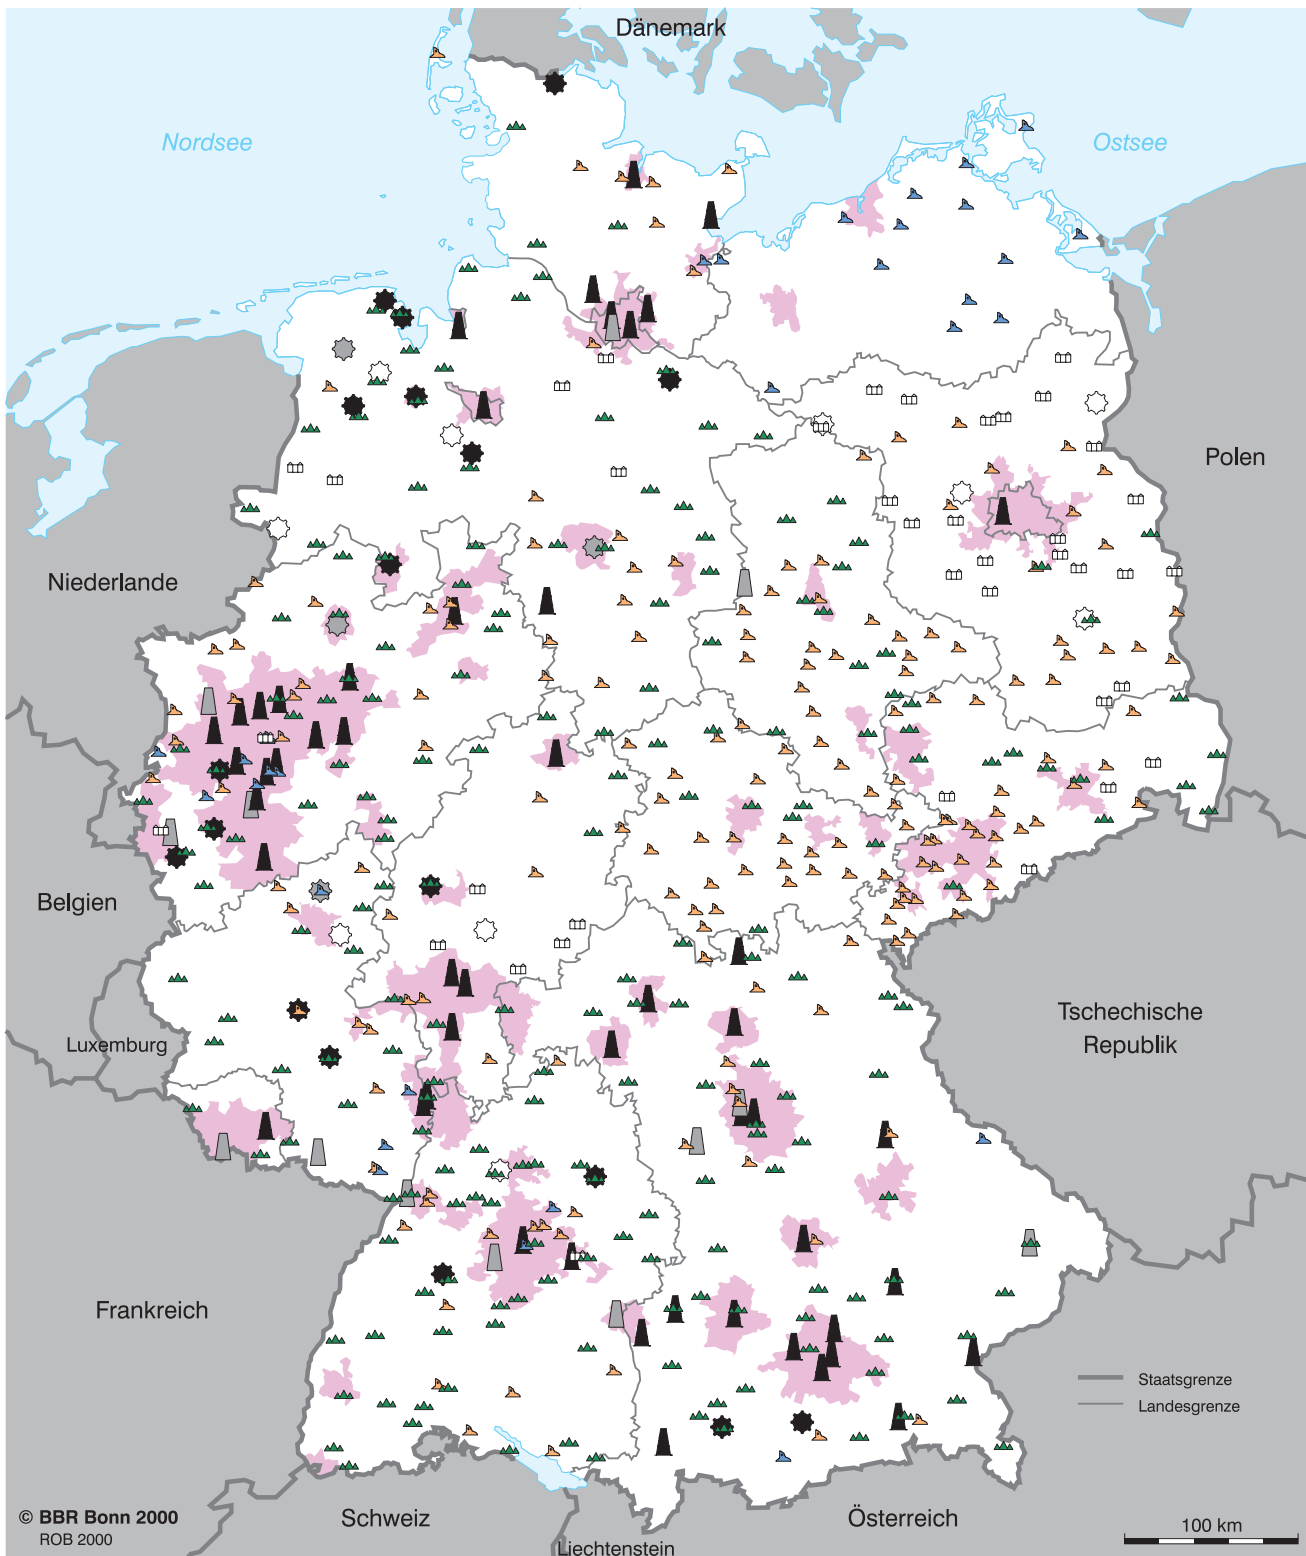 Dänemark
Nordsee
Ostsee
Polen
Niederlande
Belgien
Luxemburg
Tschechische
Republik
Frankreich
Staatsgrenze
Landesgrenze
© BBR Bonn 2000
ROB 2000
Schweiz
Österreich
100 km
Liechtenstein